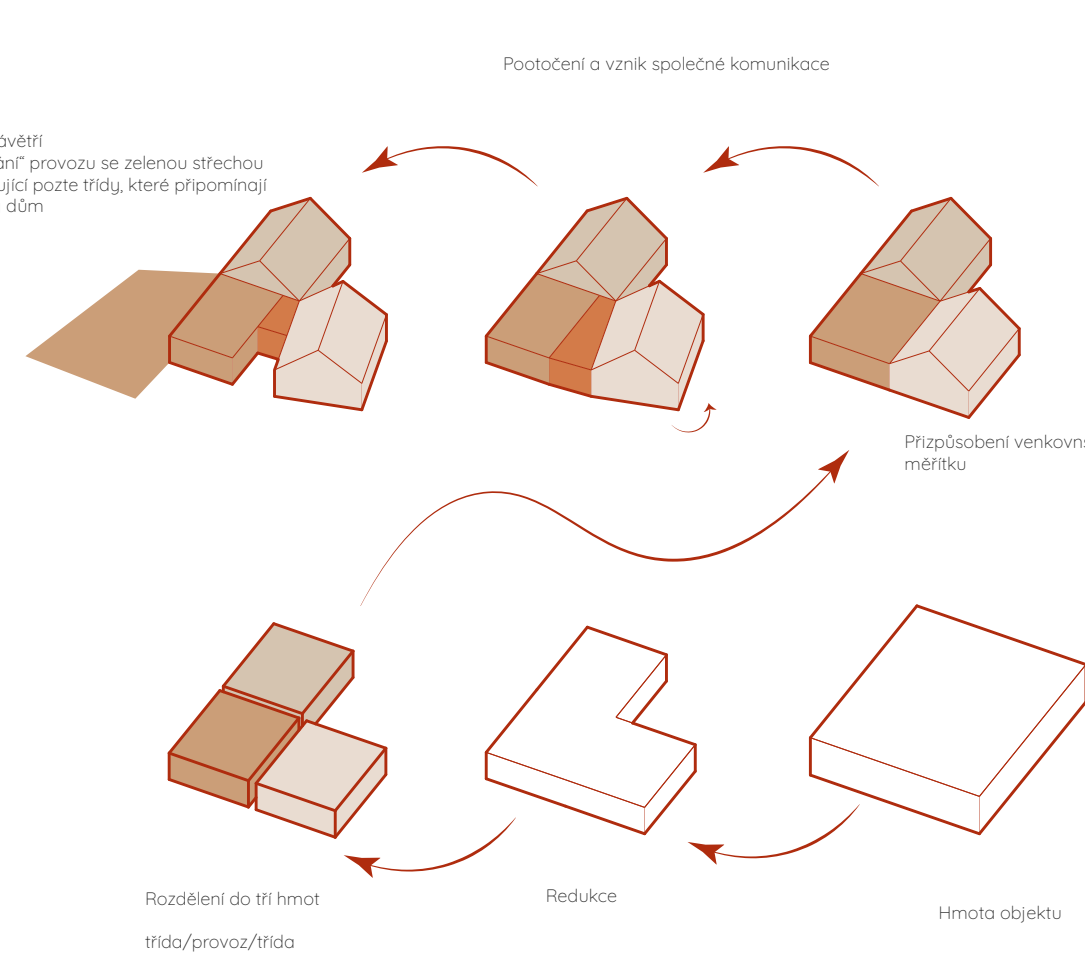 Pootočení a vznik společné komunikace
ávětří
ání“ provozu se zelenou střechou
ující pozte třídy, které připomínají
dům
Přizpůsobení venkovns
měřítku
Rozdělení do tří hmot
třída/provoz/třída
Redukce
Hmota objektu